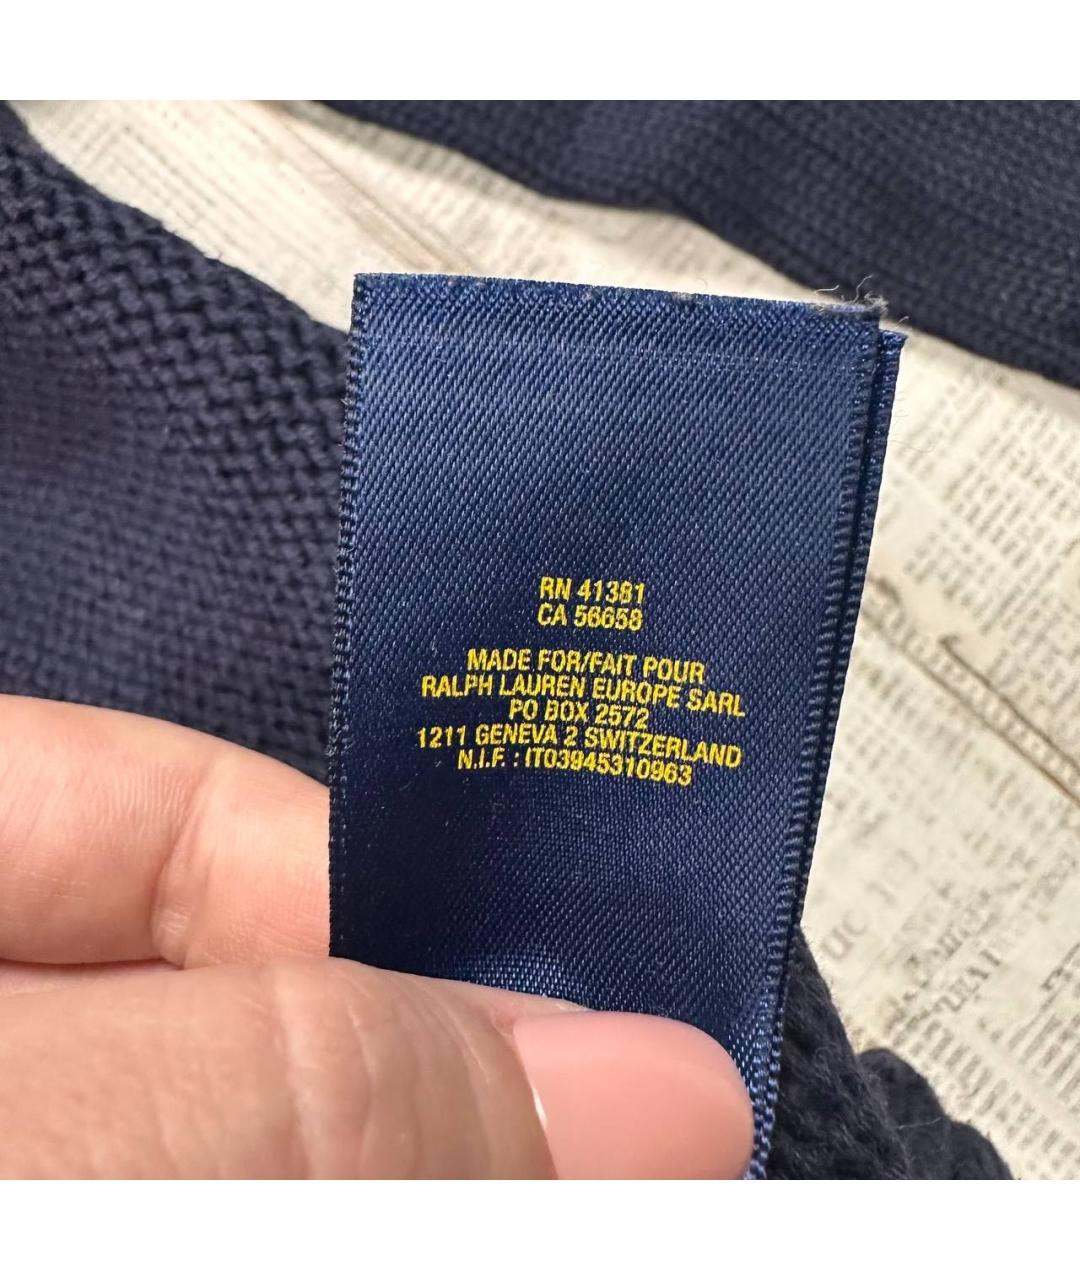 RN 41381
CA 56658
MADE FOR/FAIT POUR
RALPH LAUREN EUROPE SARL
PO BOX 2572
1211 GENEVA 2 SWITZERLAND
N.I.F. : IT03945310963